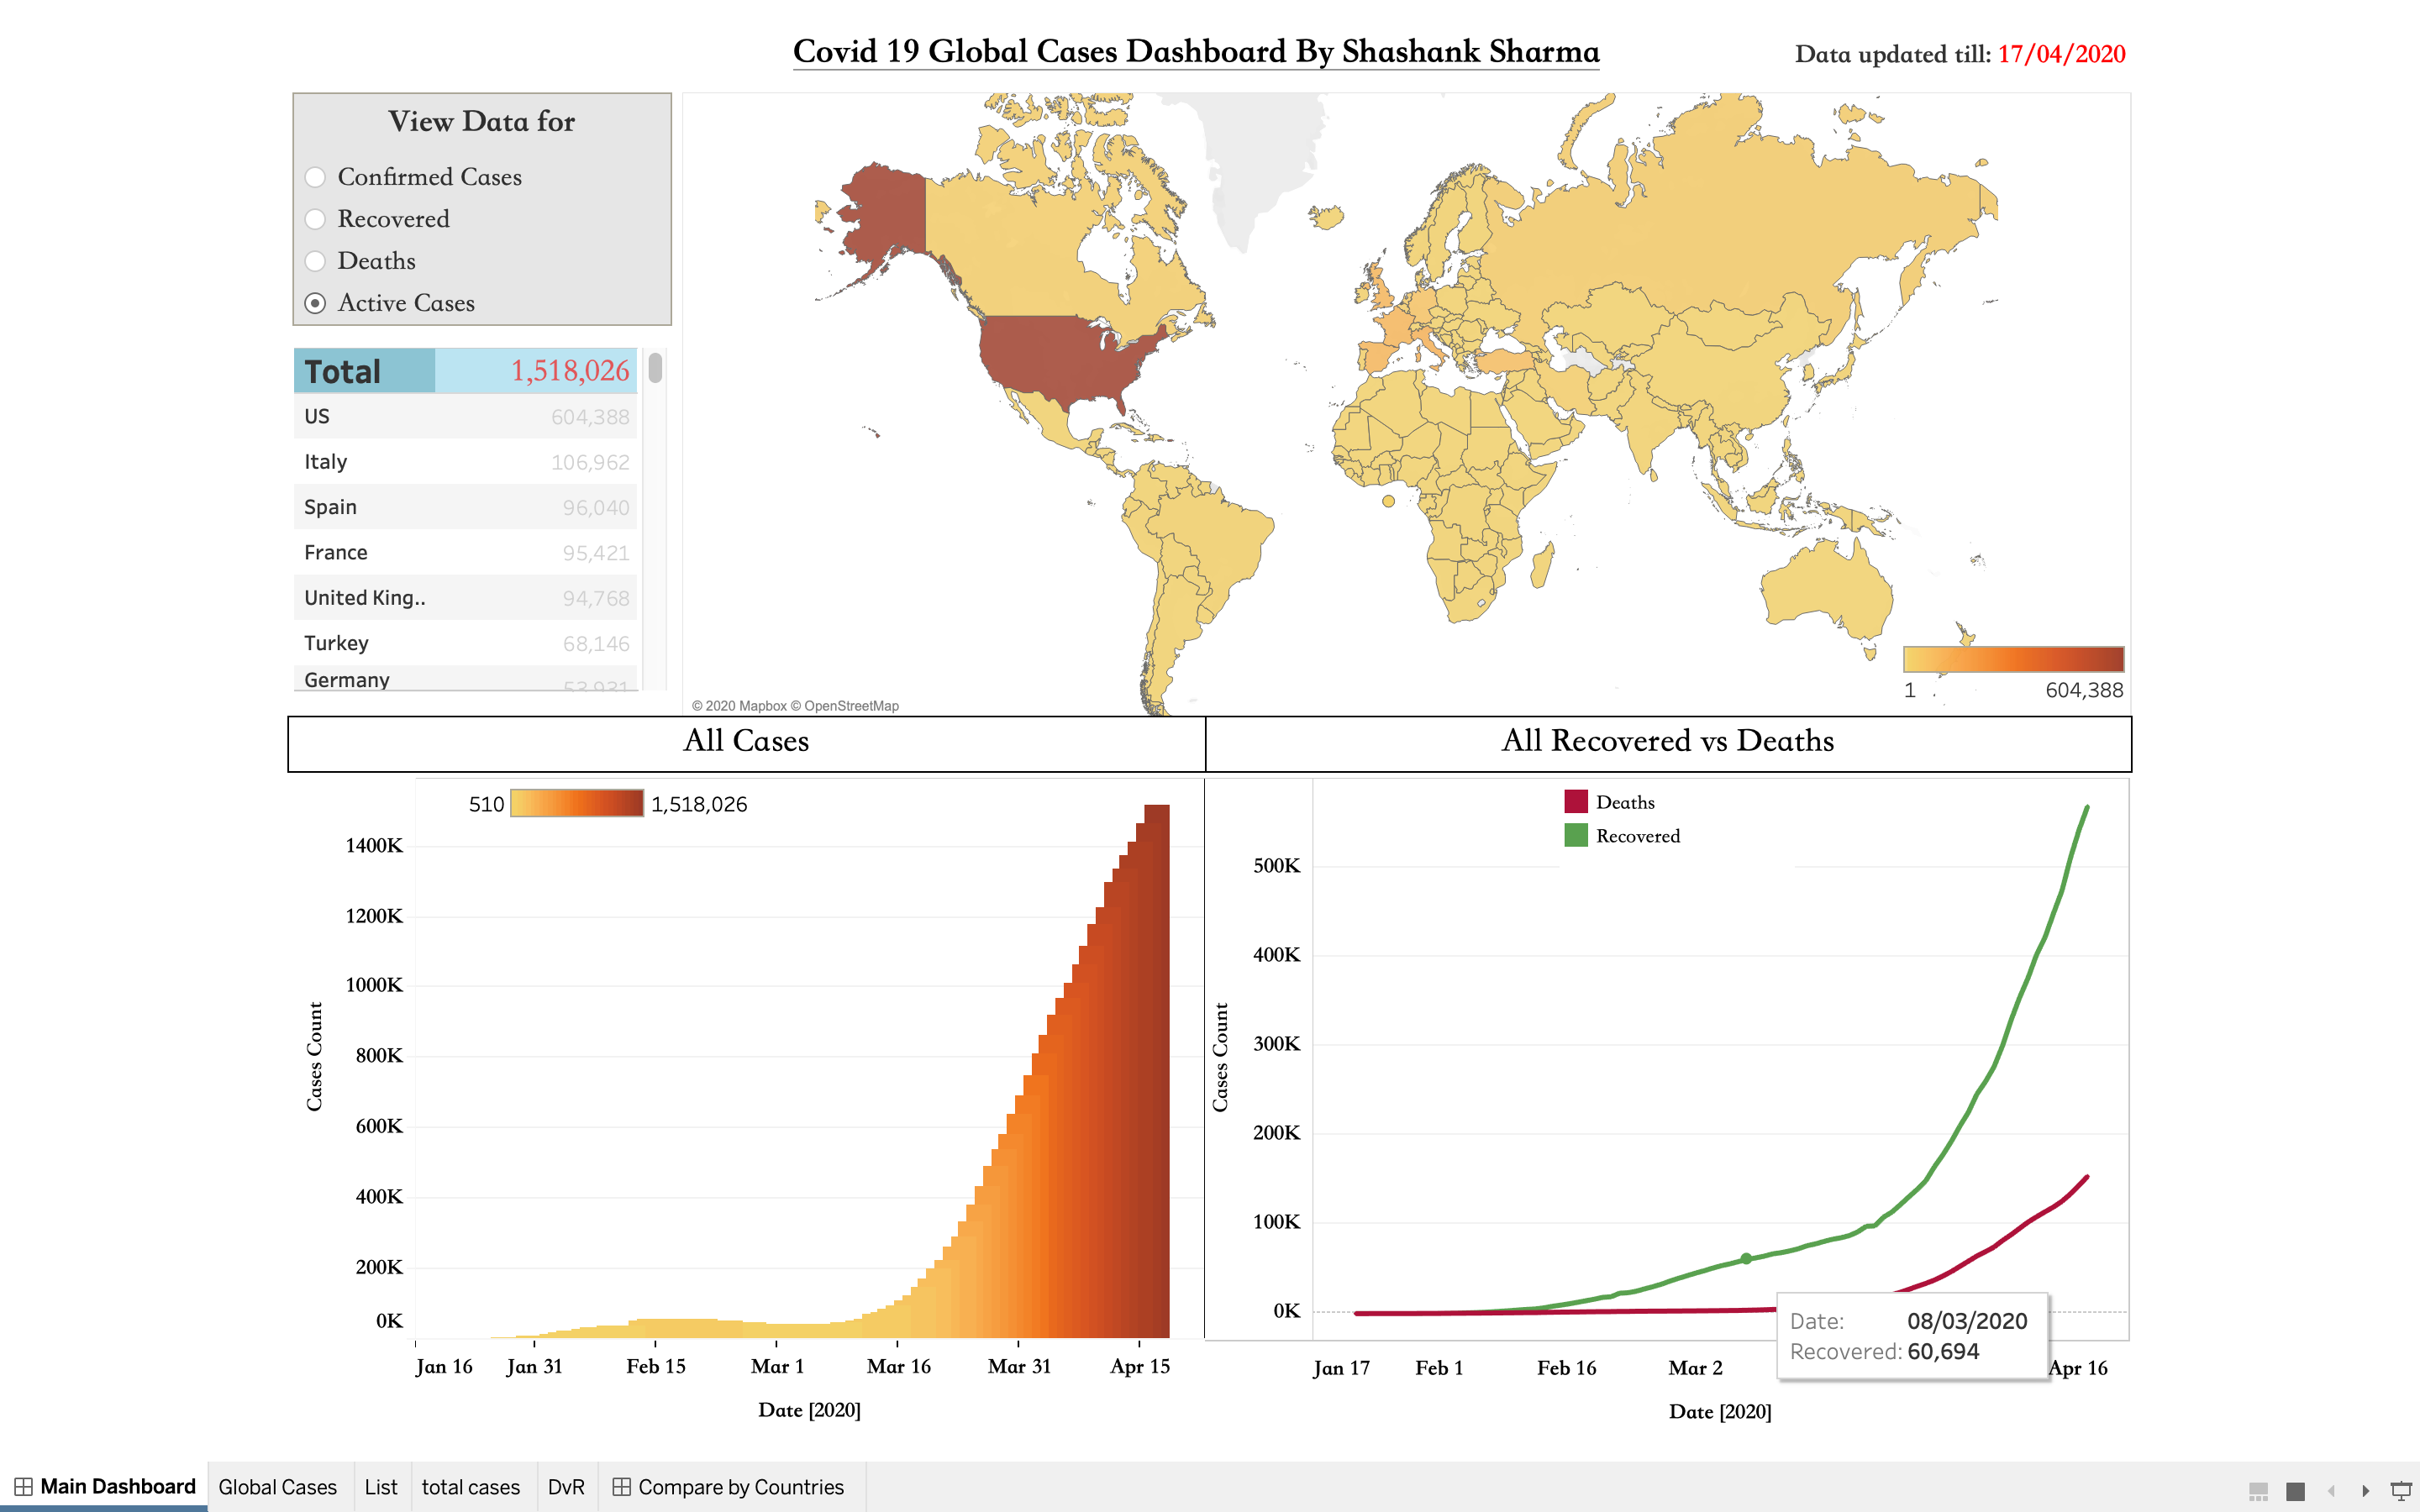 Covid 19 Global Cases Dashboard By Shashank Sharma
Data updated till: 17/04/2020
View Data for
Confirmed Cases
Recovered
Deaths
Active Cases
Total 1,518,026
US 604,388
Italy 106,962
Spain 96,040
France 95,421
United King.. 94,768
Turkey 68,146
Germany 53,931
1 604,388
© 2020 Mapbox © OpenStreetMap
All Cases
All Recovered vs Deaths
510 1,518,026
1400K
1200K
1000K
800K
600K
400K
200K
0K
Cases Count
Jan 16 Jan 31 Feb 15 Mar 1 Mar 16 Mar 31 Apr 15
Date [2020]
Deaths
Recovered
500K
400K
300K
200K
100K
0K
Cases Count
Date: 08/03/2020
Recovered: 60,694
Jan 17 Feb 1 Feb 16 Mar 2 Apr 16
Date [2020]
Main Dashboard Global Cases List total cases DvR Compare by Countries